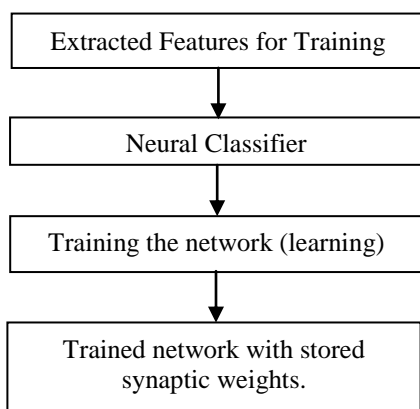 Extracted Features for Training
Neural Classifier
Training the network (learning)
Trained network with stored
synaptic weights.